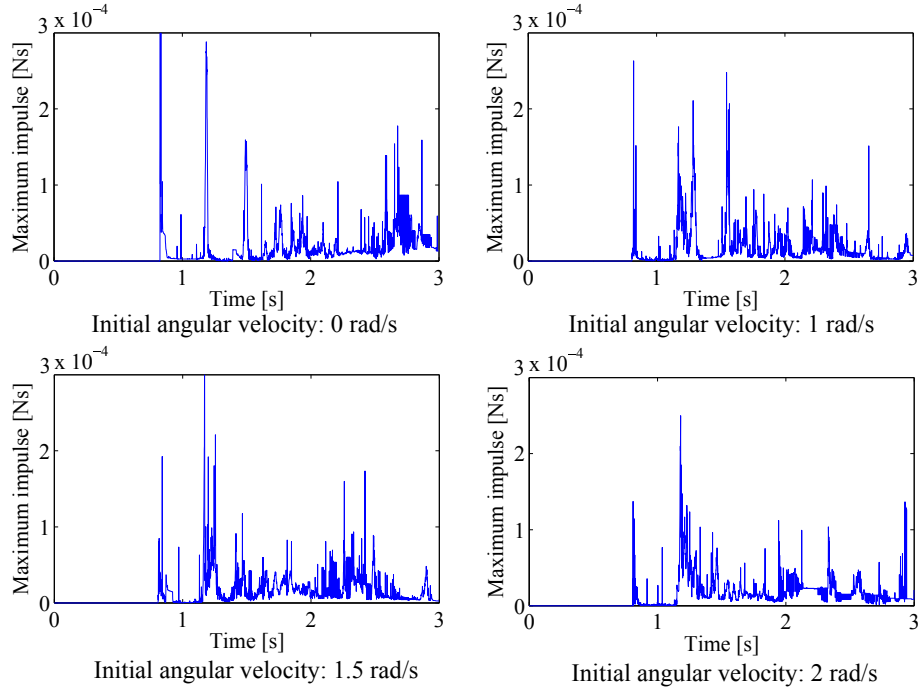 3 x 10⁻⁴
Maximum impulse [Ns]
2
1
0
0 1 2 3
Time [s]
Initial angular velocity: 0 rad/s
3 x 10⁻⁴
Maximum impulse [Ns]
2
1
0
0 1 2 3
Time [s]
Initial angular velocity: 1 rad/s
3 x 10⁻⁴
Maximum impulse [Ns]
2
1
0
0 1 2 3
Time [s]
Initial angular velocity: 1.5 rad/s
3 x 10⁻⁴
Maximum impulse [Ns]
2
1
0
0 1 2 3
Time [s]
Initial angular velocity: 2 rad/s